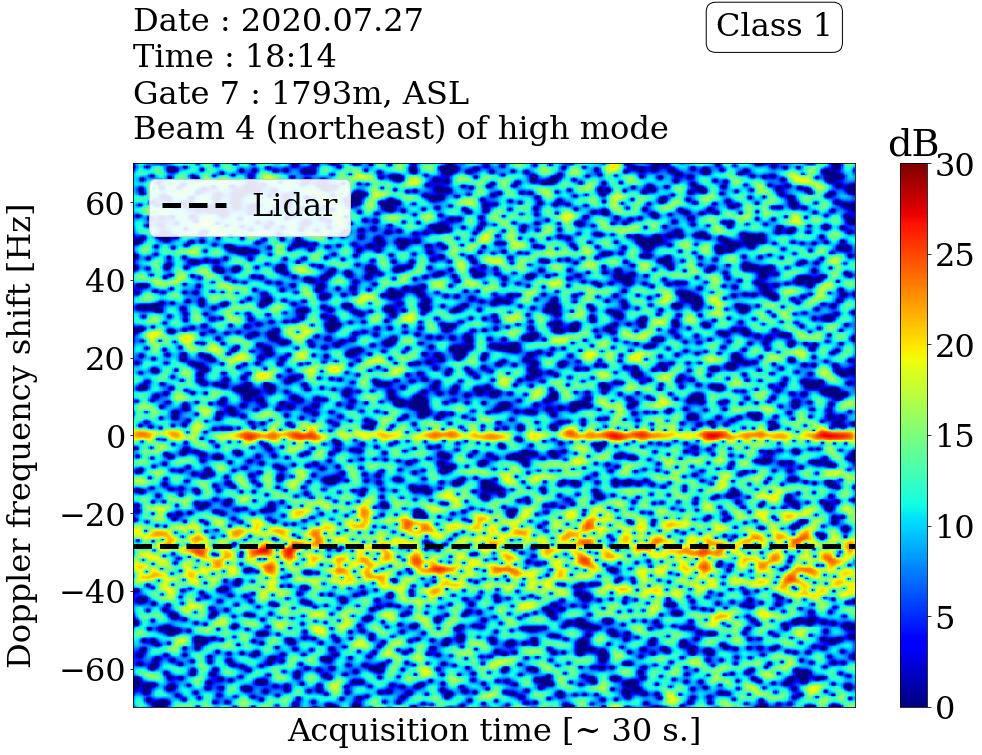 Date : 2020.07.27
Time : 18:14
Gate 7 : 1793m, ASL
Beam 4 (northeast) of high mode
Class 1
dB
Lidar
Doppler frequency shift [Hz]
60
40
20
0
−20
−40
−60
Acquisition time [~ 30 s.]
30
25
20
15
10
5
0